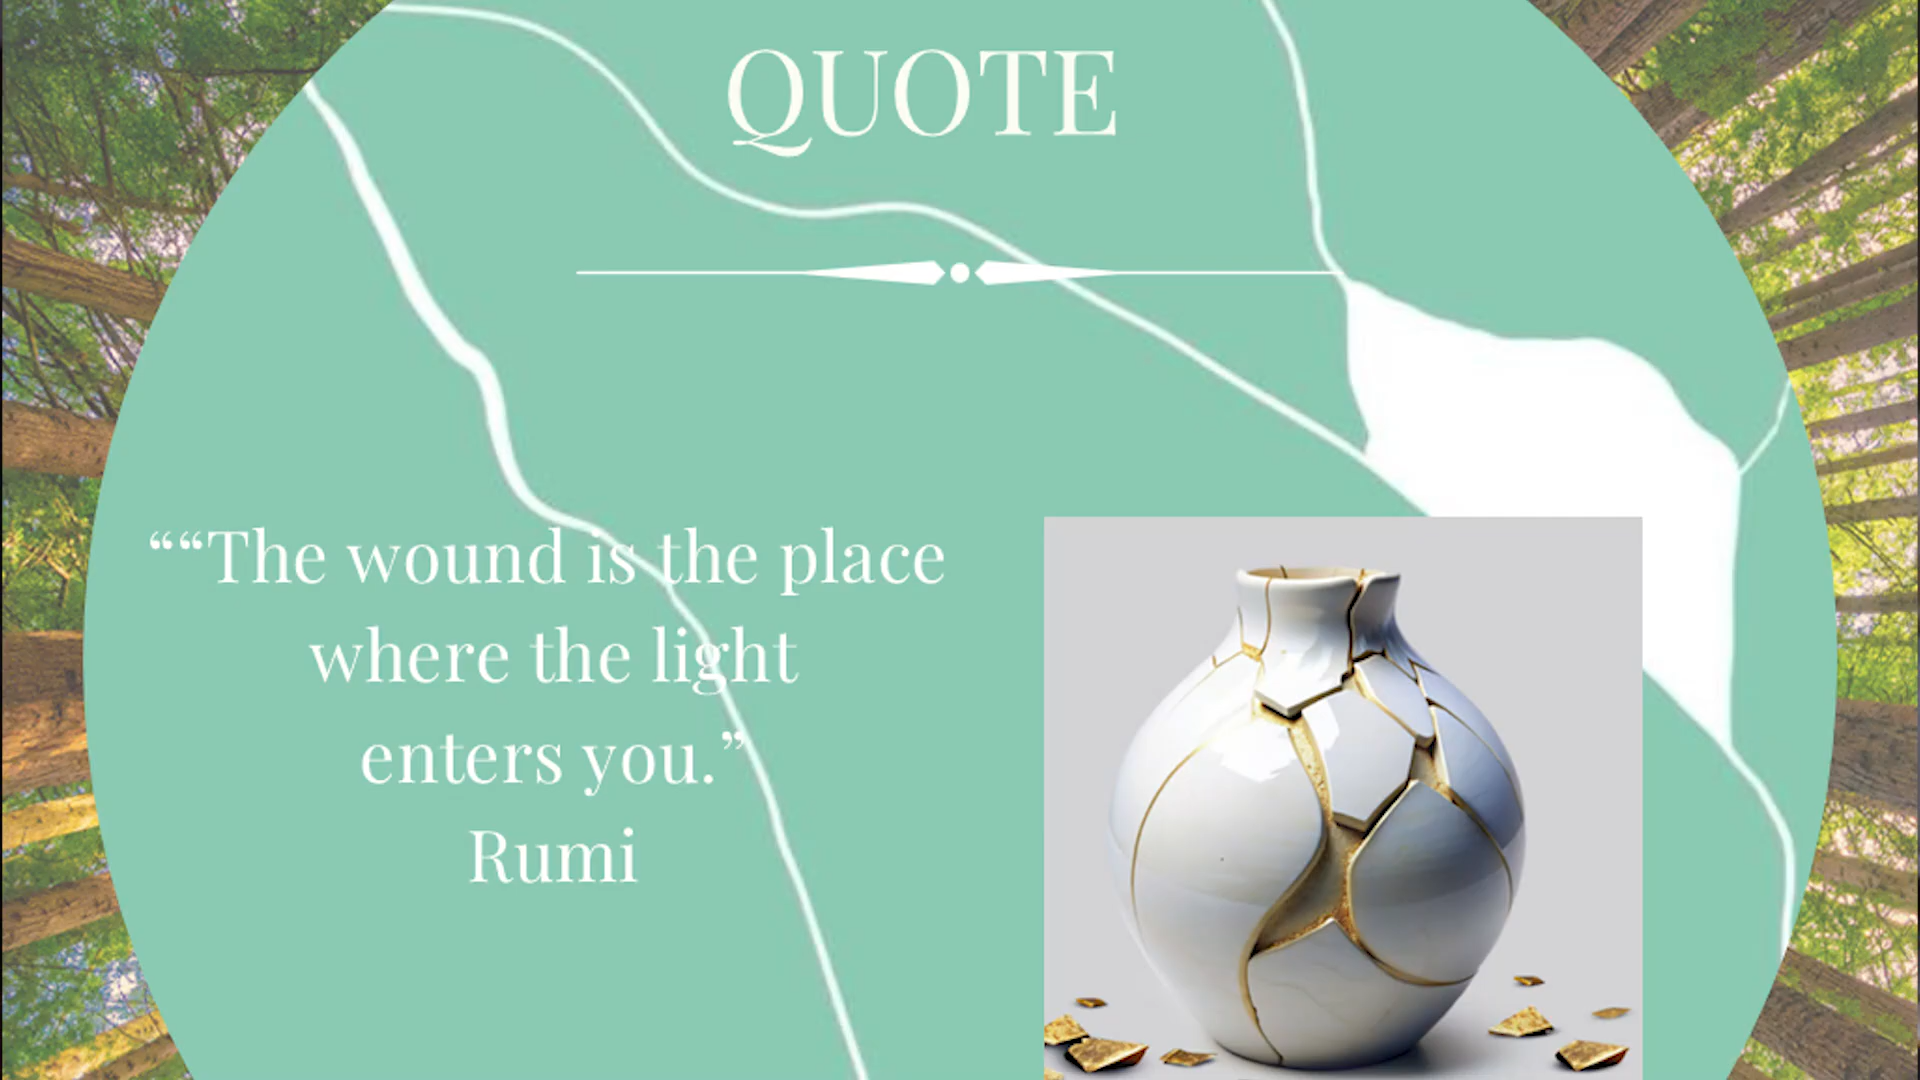 QUOTE
““The wound is the place
where the light
enters you.”
Rumi